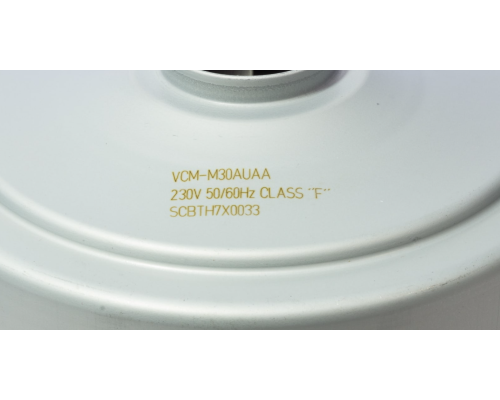 VCM-M30AUAA
230V 50/60Hz CLASS "F"
SCBTH7X0033